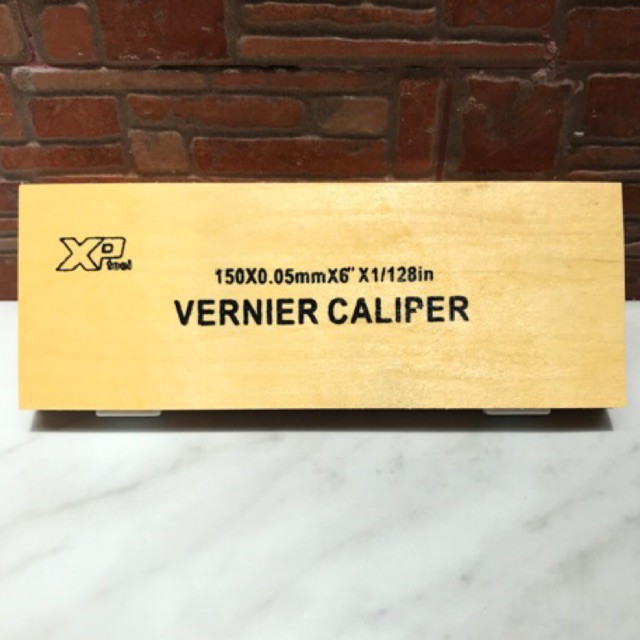 XP
tool
150X0.05mmX6" X1/128in
VERNIER CALIPER